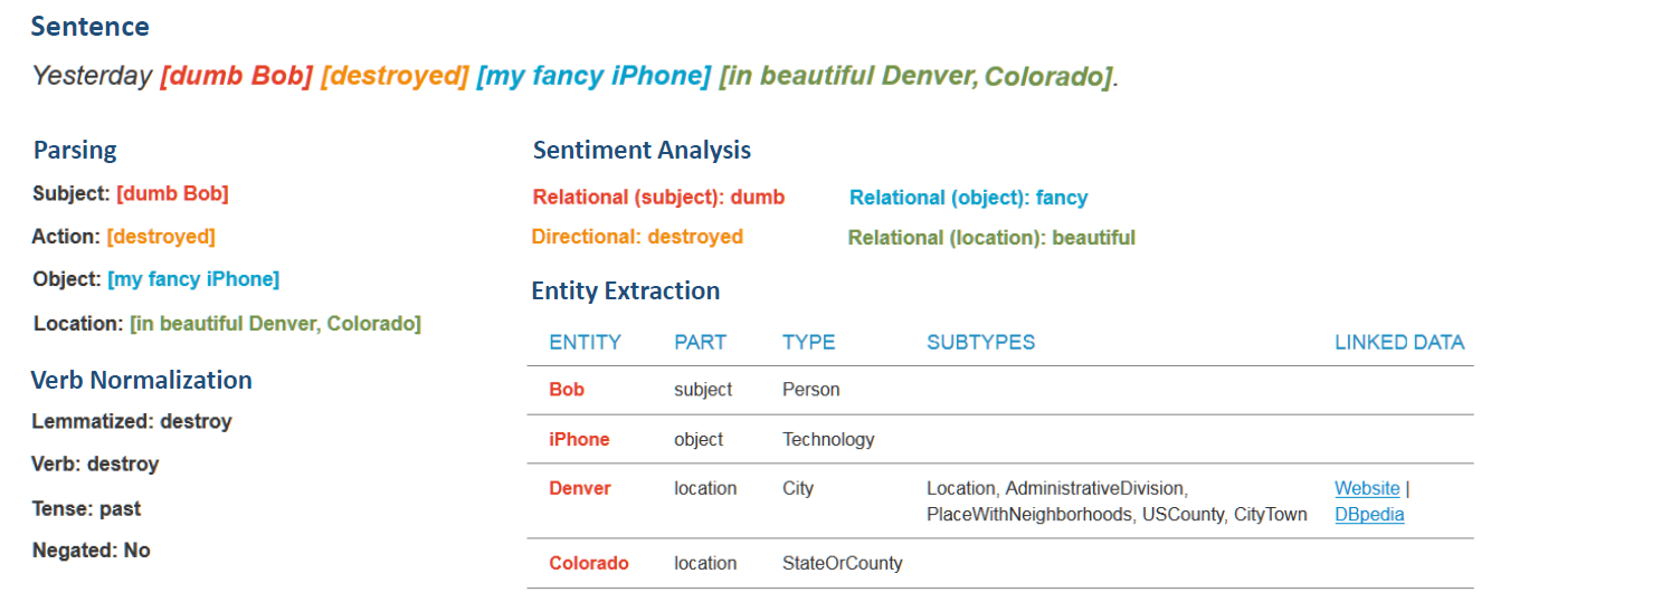 Sentence
Yesterday [dumb Bob] [destroyed] [my fancy iPhone] [in beautiful Denver, Colorado].
Parsing
Subject: [dumb Bob]
Action: [destroyed]
Object: [my fancy iPhone]
Location: [in beautiful Denver, Colorado]
Verb Normalization
Lemmatized: destroy
Verb: destroy
Tense: past
Negated: No
Sentiment Analysis
Relational (subject): dumb Relational (object): fancy
Directional: destroyed Relational (location): beautiful
Entity Extraction
ENTITY PART TYPE SUBTYPES LINKED DATA
Bob subject Person
iPhone object Technology
Denver location City Location, AdministrativeDivision, Website |
PlaceWithNeighborhoods, USCounty, CityTown DBpedia
Colorado location StateOrCounty